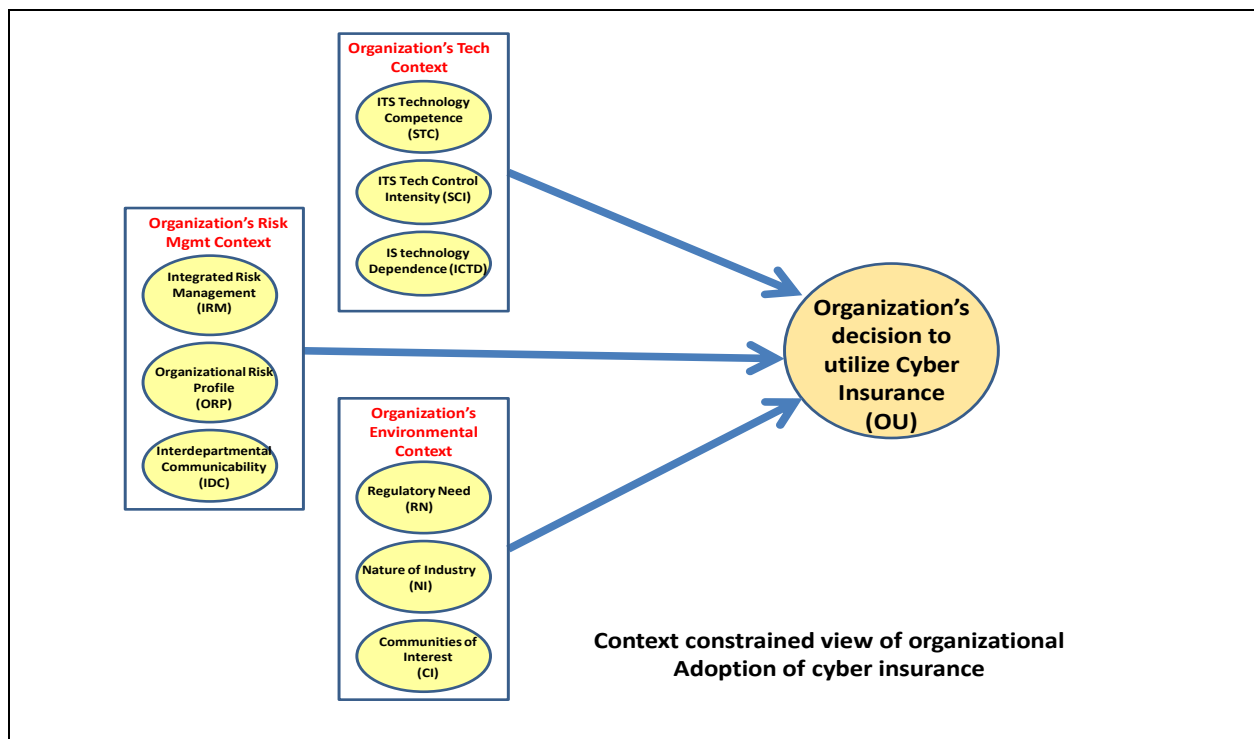 Organization's Tech
Context
ITS Technology
Competence
(STC)
ITS Tech Control
Intensity (SCI)
IS technology
Dependence (ICTD)
Organization's Risk
Mgmt Context
Integrated Risk
Management
(IRM)
Organizational Risk
Profile
(ORP)
Interdepartmental
Communicability
(IDC)
Organization's
Environmental
Context
Regulatory Need
(RN)
Nature of Industry
(NI)
Communities of
Interest
(CI)
Organization's
decision to
utilize Cyber
Insurance
(OU)
Context constrained view of organizational
Adoption of cyber insurance